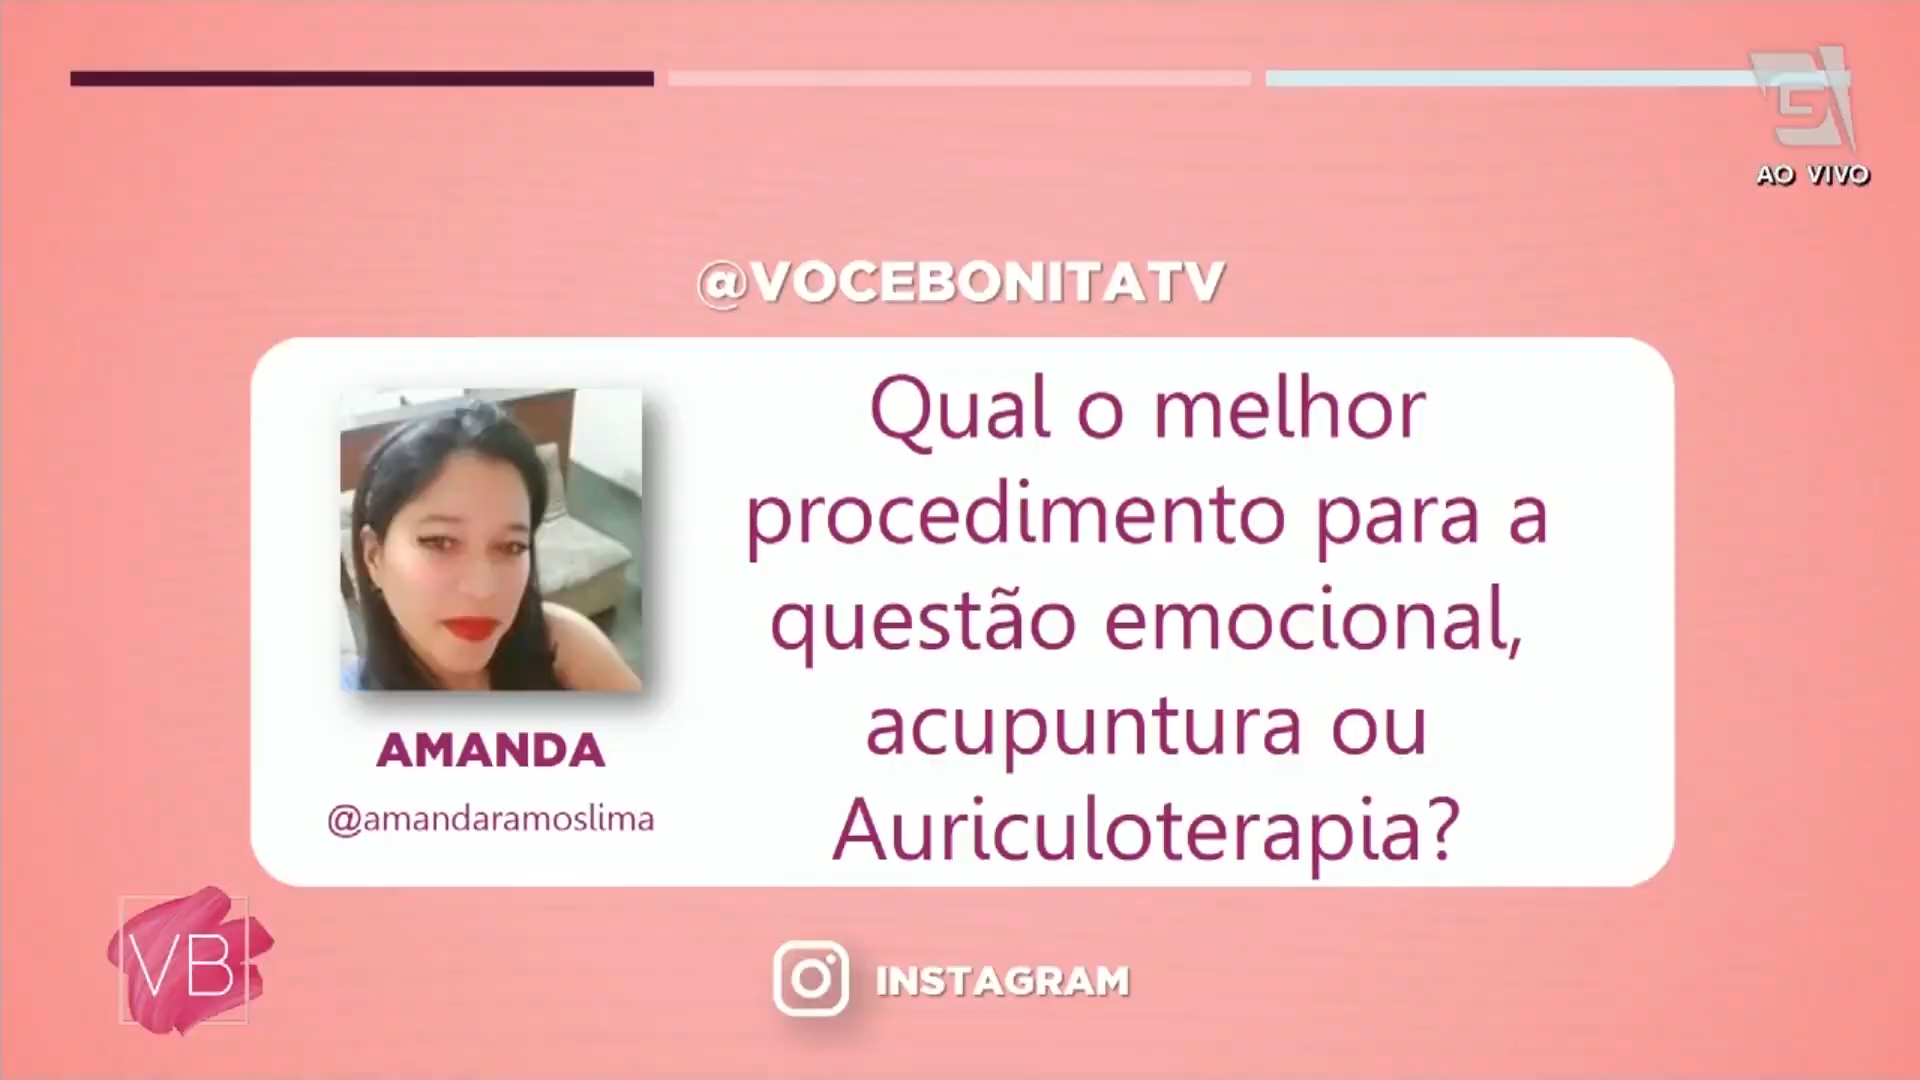 AO VIVO
@VOCEBONITATV
Qual o melhor
procedimento para a
questão emocional,
acupuntura ou
Auriculoterapia?
AMANDA
@amandaramoslima
VB
INSTAGRAM